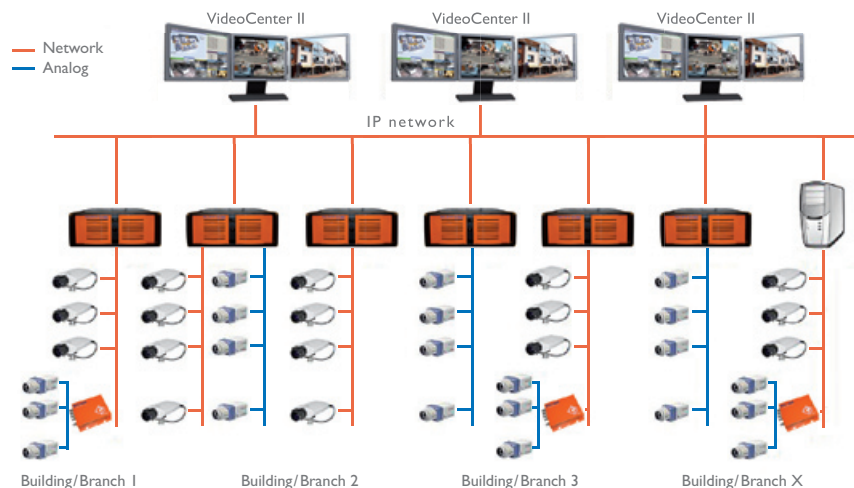 VideoCenter II
VideoCenter II
VideoCenter II
Network
Analog
IP network
Building/Branch 1
Building/Branch 2
Building/Branch 3
Building/Branch X